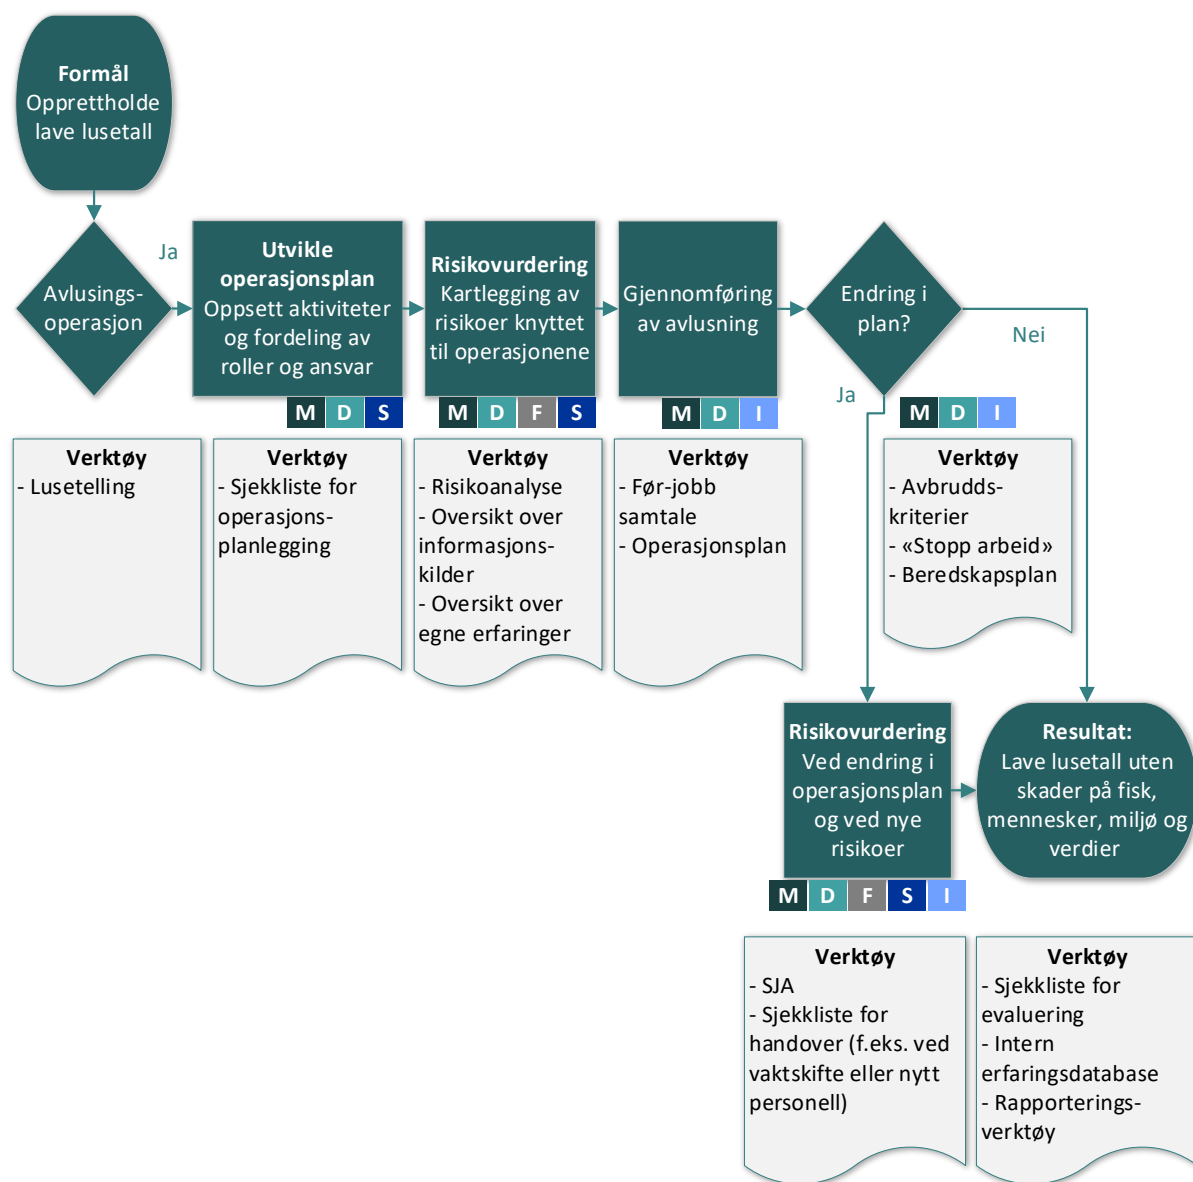 Formål
Opprettholde
lave lusetall
Avlusings-
operasjon
Ja
Utvikle
operasjonsplan
Oppsett aktiviteter
og fordeling av
roller og ansvar
M D S
Risikovurdering
Kartlegging av
risikoer knyttet
til operasjonene
M D F S
Gjennomføring
av avlusning
M D I
Endring i
plan?
Nei
Ja
M D I
Verktøy
- Lusetelling
Verktøy
- Sjekkliste for
operasjons-
planlegging
Verktøy
- Risikoanalyse
- Oversikt over
informasjons-
kilder
- Oversikt over
egne erfaringer
Verktøy
- Før-jobb
samtale
- Operasjonsplan
Verktøy
- Avbrudds-
kriterier
- «Stopp arbeid»
- Beredskapsplan
Risikovurdering
Ved endring i
operasjonsplan
og ved nye
risikoer
M D F S I
Resultat:
Lave lusetall uten
skader på fisk,
mennesker, miljø og
verdier
Verktøy
- SJA
- Sjekkliste for
handover (f.eks. ved
vaktskifte eller nytt
personell)
Verktøy
- Sjekkliste for
evaluering
- Intern
erfaringsdatabase
- Rapporterings-
verktøy